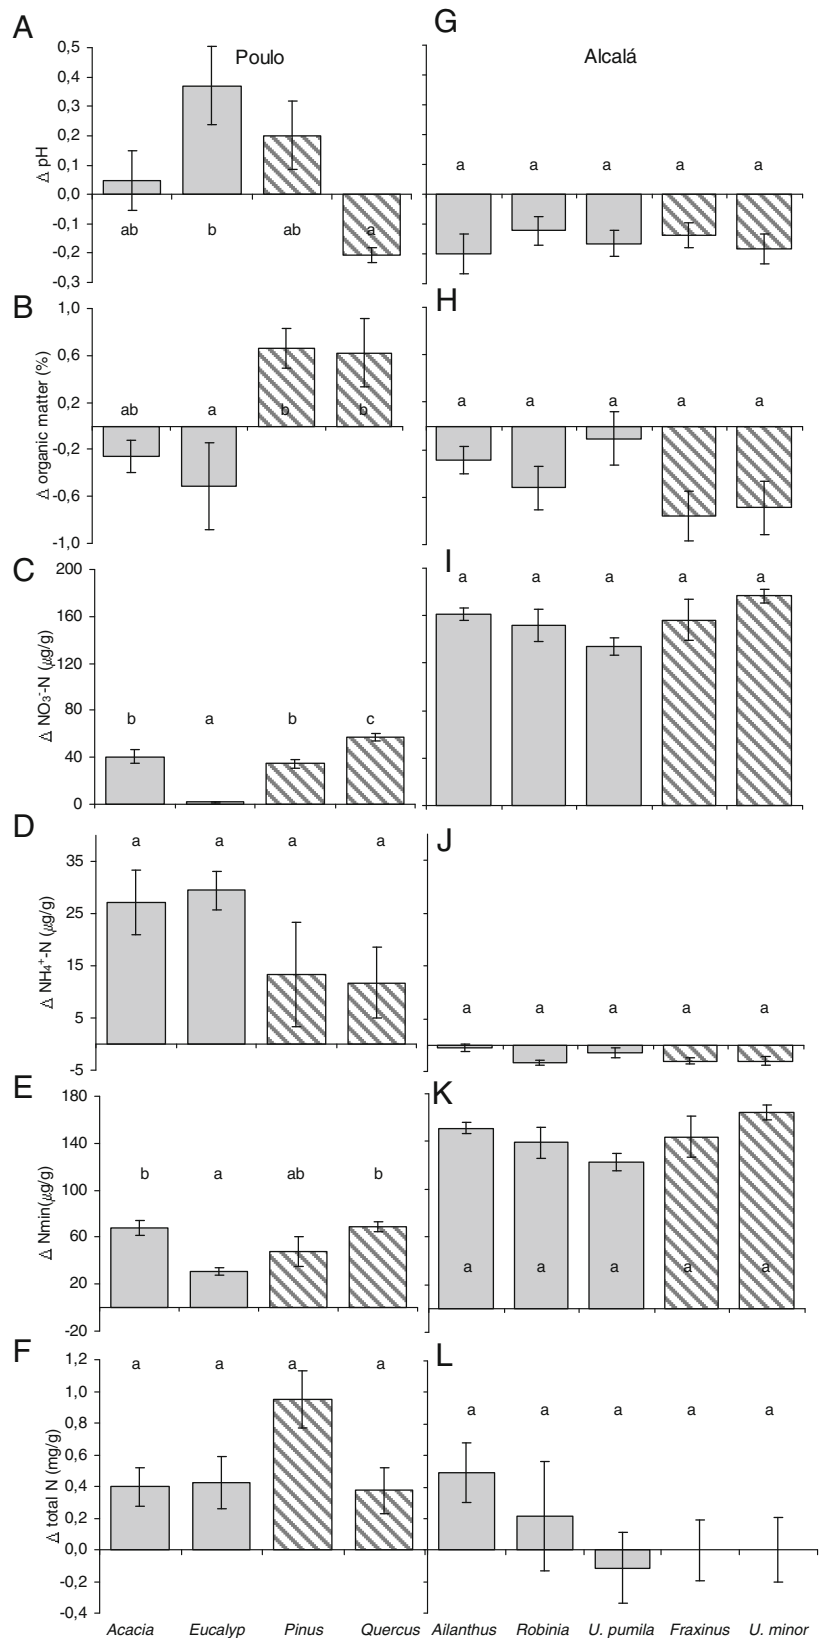 A
G
Poulo
Alcalá
0,5
0,4
0,3
0,2
0,1
0,0
-0,1
-0,2
-0,3
Δ pH
ab b ab a
a a a a a
B
H
1,0
0,6
0,2
-0,2
-0,6
-1,0
Δ organic matter (%)
ab a b b
a a a a a
C
I
200
160
120
80
40
0
Δ NO₃⁻-N (µg/g)
b a b c
a a a a a
D
J
35
25
15
5
-5
Δ NH₄⁺-N (µg/g)
a a a a
a a a a a
E
K
180
140
100
60
20
-20
Δ Nmin(µg/g)
b a ab b
a a a a a
F
L
1,2
1,0
0,8
0,6
0,4
0,2
0,0
-0,2
-0,4
Δ total N (mg/g)
a a a a
a a a a a
Acacia Eucalyp Pinus Quercus Ailanthus Robinia U. pumila Fraxinus U. minor